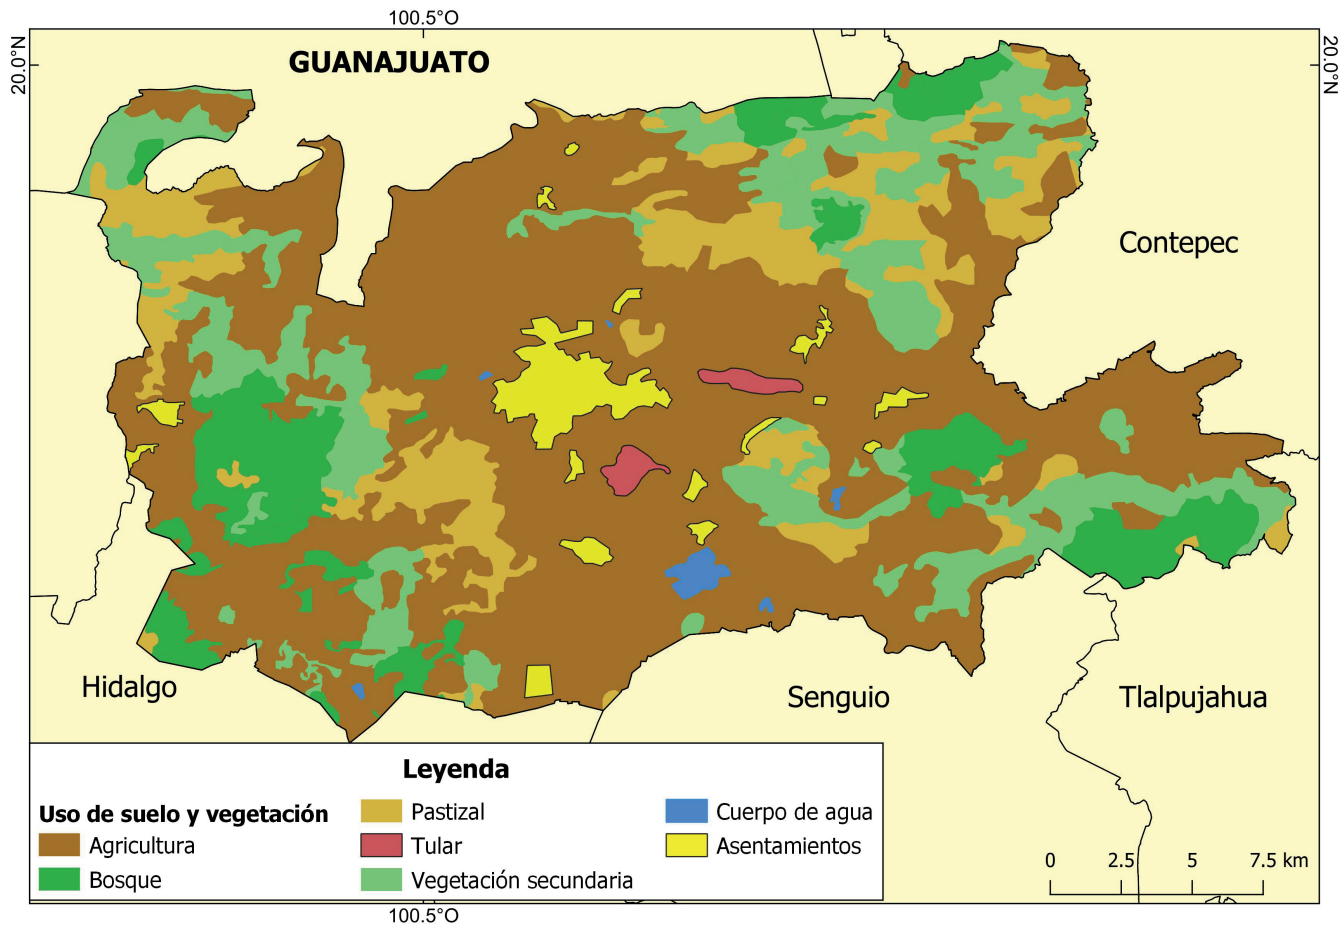 100.5°O
20.0°N
20.0°N
GUANAJUATO
Contepec
Hidalgo
Senguio
Tlalpujahua
Leyenda
Uso de suelo y vegetación
Agricultura
Bosque
Pastizal
Tular
Vegetación secundaria
Cuerpo de agua
Asentamientos
0 2.5 5 7.5 km
100.5°O